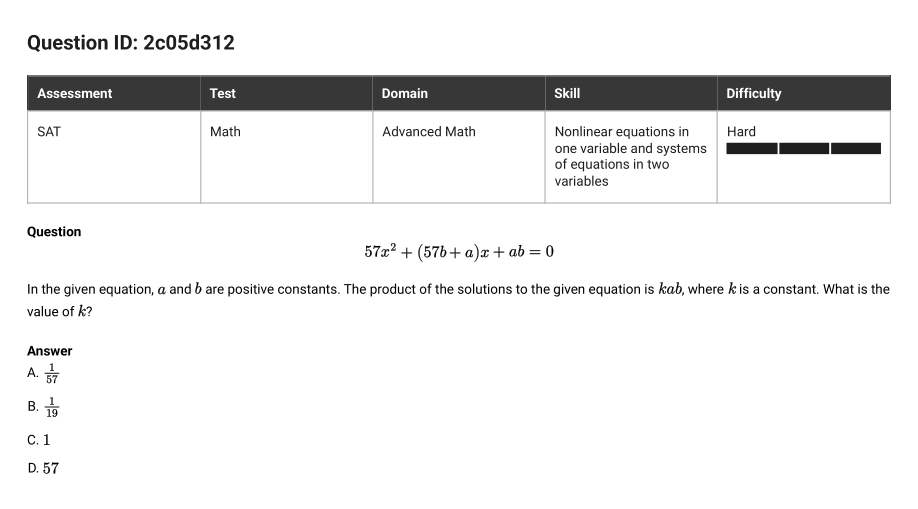 Question ID: 2c05d312
Assessment Test Domain Skill Difficulty
SAT Math Advanced Math Nonlinear equations in one variable and systems of equations in two variables Hard
Question
57x² + (57b + a)x + ab = 0
In the given equation, a and b are positive constants. The product of the solutions to the given equation is kab, where k is a constant. What is the
value of k?
Answer
A. 1/57
B. 1/19
C. 1
D. 57